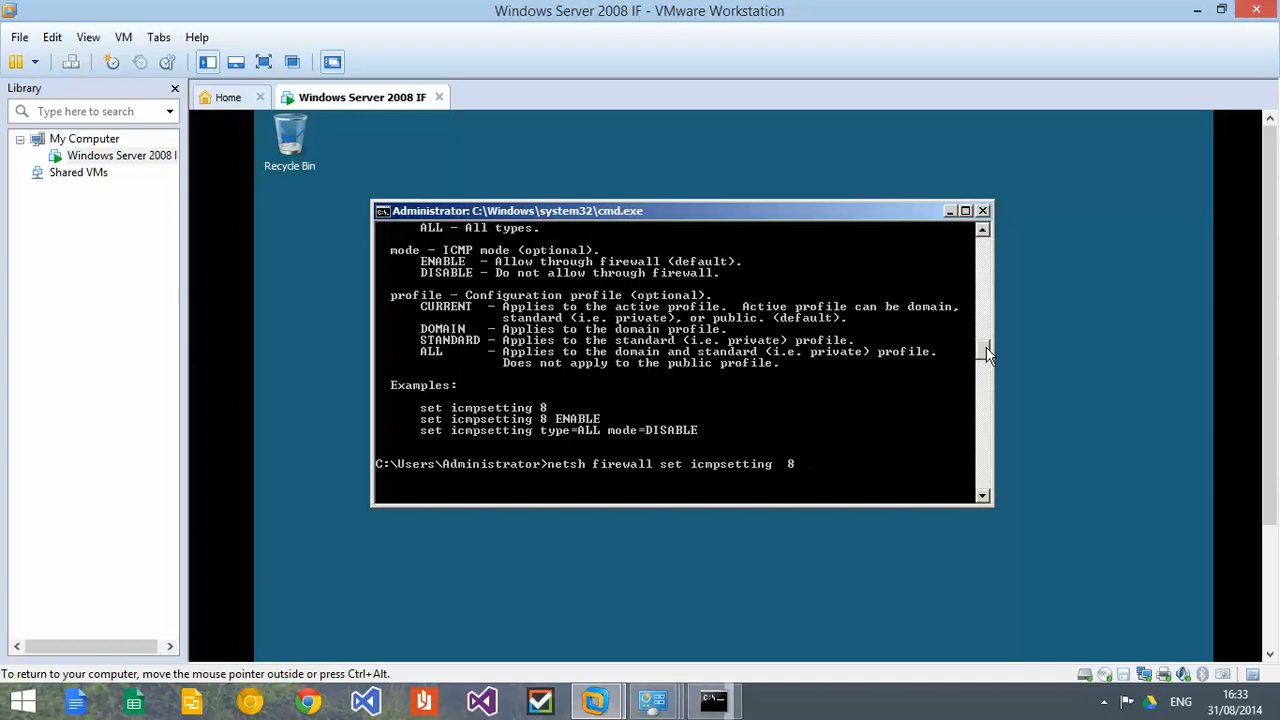 Windows Server 2008 IF - VMware Workstation
File Edit View VM Tabs Help
Library
Home
Windows Server 2008 IF
Type here to search
My Computer
Windows Server 2008 I
Shared VMs
Recycle Bin
Administrator: C:\Windows\system32\cmd.exe
ALL - All types.
mode - ICMP mode (optional).
ENABLE - Allow through firewall (default).
DISABLE - Do not allow through firewall.
profile - Configuration profile (optional).
CURRENT - Applies to the active profile. Active profile can be domain,
standard (i.e. private), or public. (default).
DOMAIN - Applies to the domain profile.
STANDARD - Applies to the standard (i.e. private) profile.
ALL - Applies to the domain and standard (i.e. private) profile.
Does not apply to the public profile.
Examples:
set icmpsetting 8
set icmpsetting 8 ENABLE
set icmpsetting type=ALL mode=DISABLE
C:\Users\Administrator>netsh firewall set icmpsetting  8
To return to your computer, move the mouse pointer outside or press Ctrl+Alt.
ENG
16:33
31/08/2014